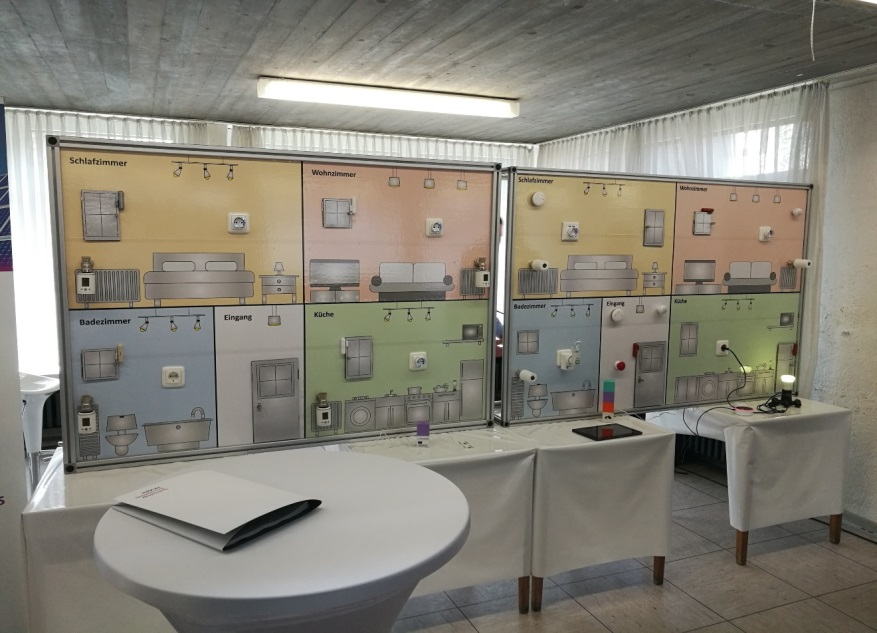 Schlafzimmer
Wohnzimmer
Badezimmer
Eingang
Küche
Schlafzimmer
Wohnzimmer
Badezimmer
Eingang
Küche